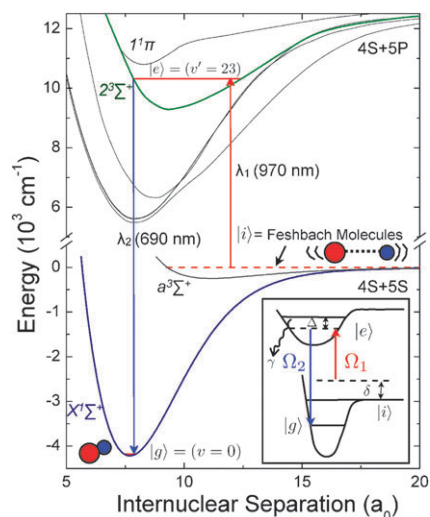 12
10
8
6
0
-1
-2
-3
-4
Energy (10³ cm⁻¹)
1¹π
4S+5P
|e⟩ = (v' = 23)
2³Σ⁺
λ₁ (970 nm)
λ₂ (690 nm)
|i⟩= Feshbach Molecules
a³Σ⁺
4S+5S
X¹Σ⁺
|g⟩ = (v=0)
Δ
|e⟩
γ
Ω₂
Ω₁
δ
|g⟩
|i⟩
5
10
15
20
Internuclear Separation (a₀)